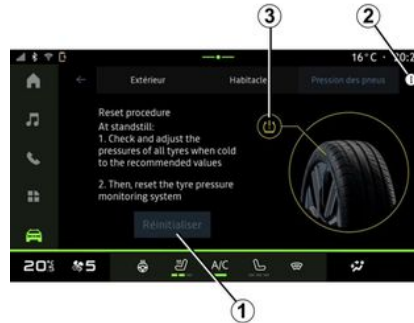 3
2
16°C · 20:2
Extérieur Habitacle Pression des pneus
Reset procedure
At standstill:
1. Check and adjust the
pressures of all tyres when cold
to the recommended values
2. Then, reset the tyre pressure
monitoring system
Réinitialiser
20 5 A/C
1